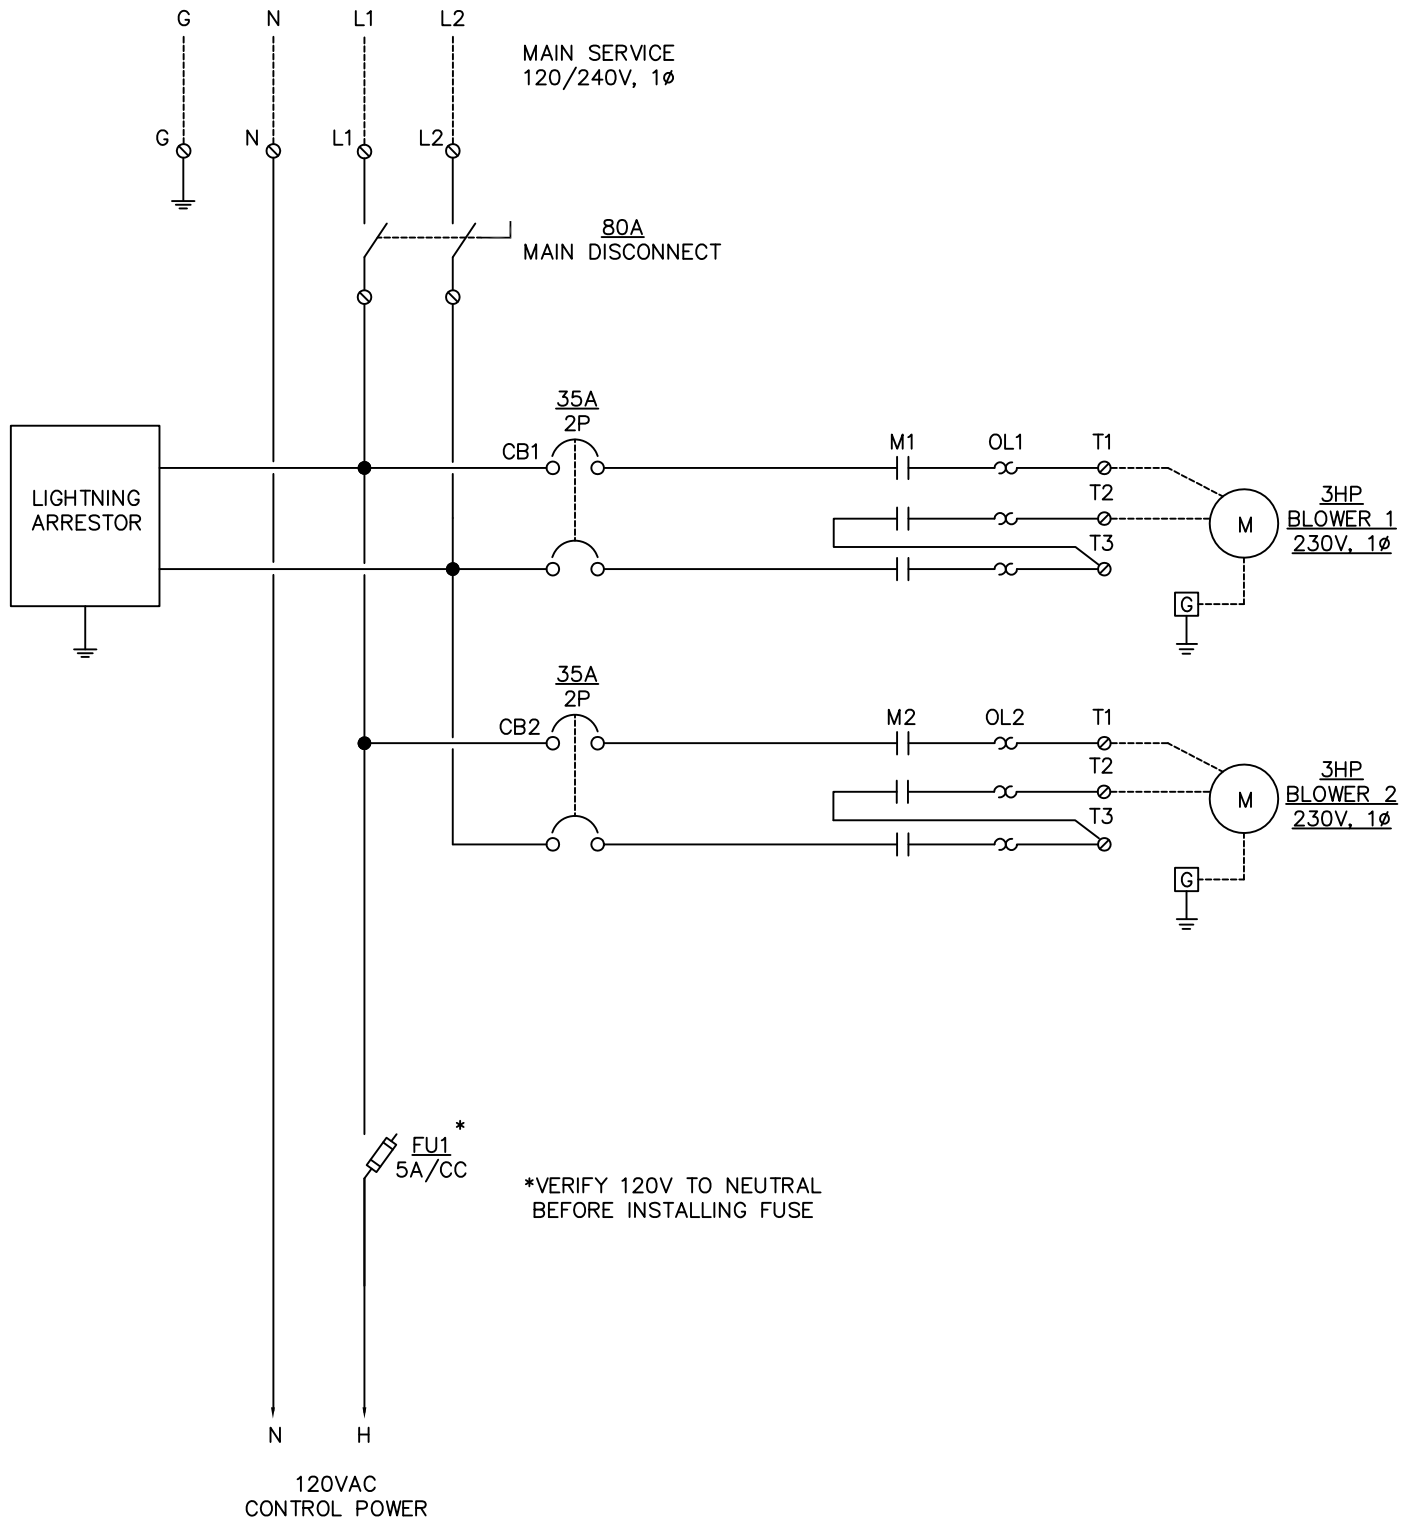 G N L1 L2
MAIN SERVICE
120/240V, 1ø
G N L1 L2
80A
MAIN DISCONNECT
35A
2P
CB1 M1 OL1 T1
T2
T3
LIGHTNING
ARRESTOR
M
3HP
BLOWER 1
230V, 1ø
G
35A
2P
CB2 M2 OL2 T1
T2
T3
M
3HP
BLOWER 2
230V, 1ø
G
*
FU1
5A/CC
*VERIFY 120V TO NEUTRAL
BEFORE INSTALLING FUSE
N H
120VAC
CONTROL POWER